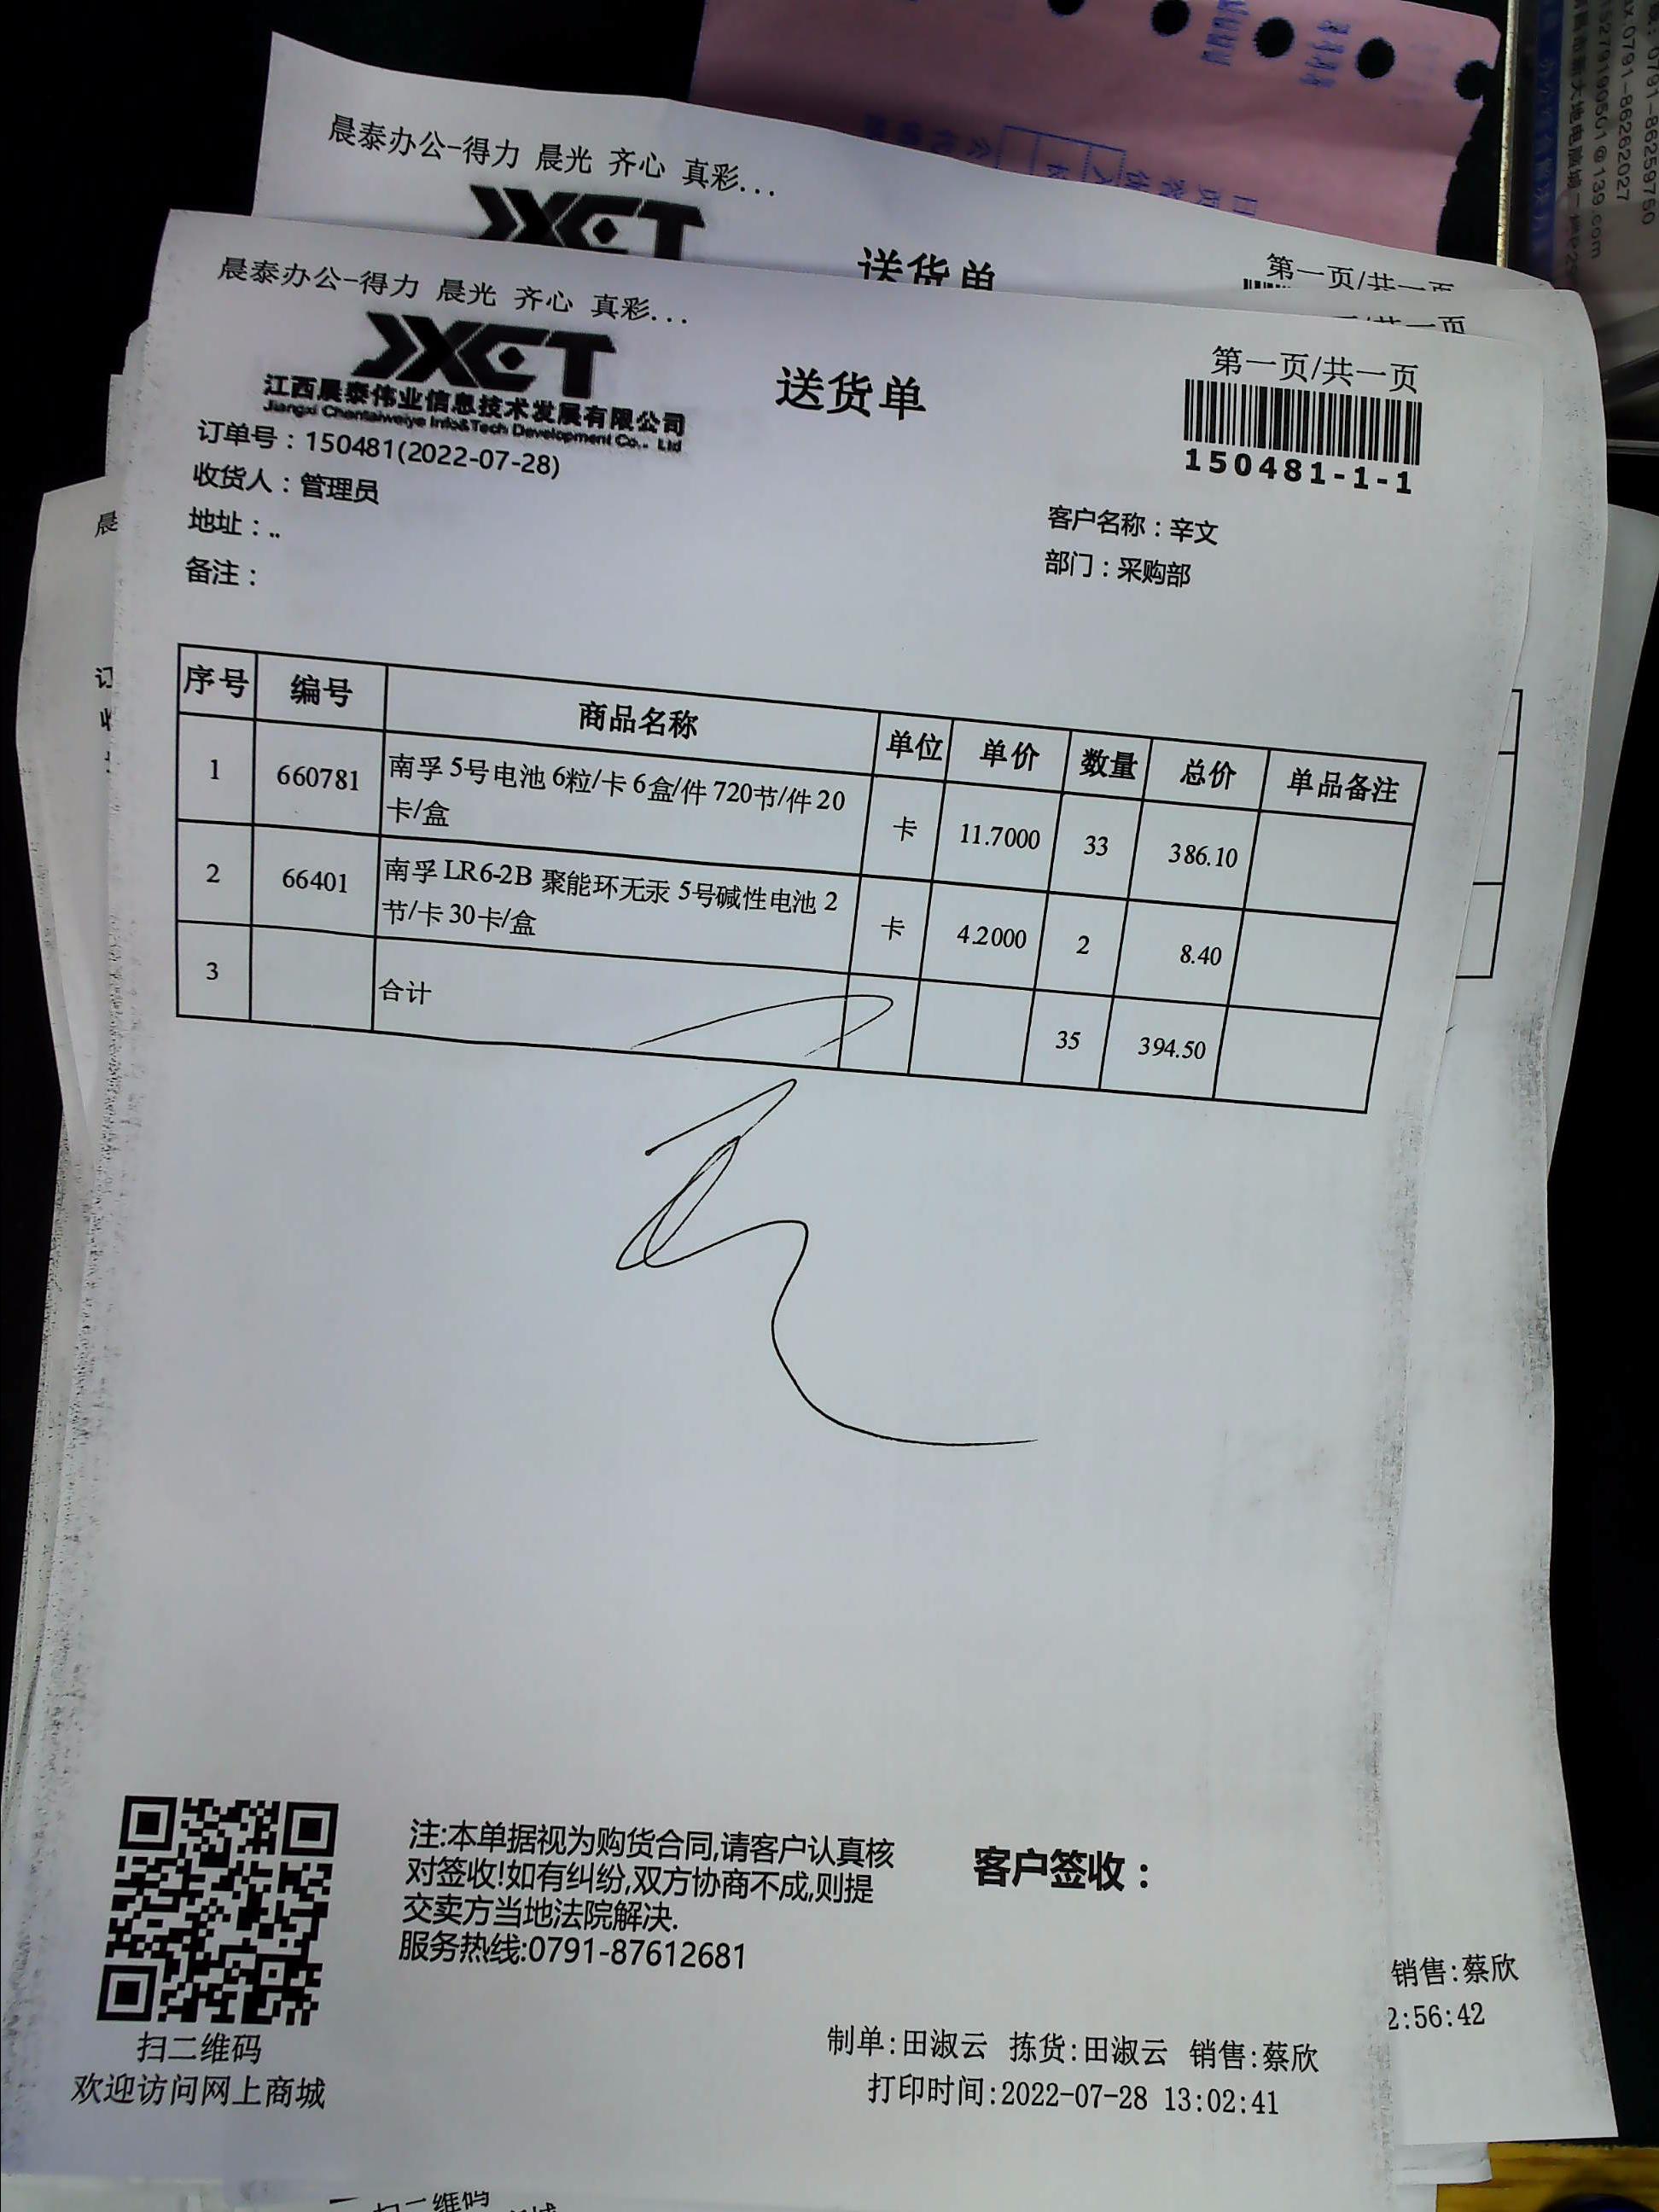 晨泰办公-得力 晨光 齐心 真彩...
JXCT
送货单
第一页/共一页
晨泰办公-得力 晨光 齐心 真彩...
JXCT
江西晨泰伟业信息技术发展有限公司
Jiangxi Chentaiweiye Info&Tech Development Co., Ltd
送货单
第一页/共一页
150481-1-1
订单号：150481(2022-07-28)
收货人：管理员
地址：..
备注：
客户名称：辛文
部门：采购部
序号 编号 商品名称 单位 单价 数量 总价 单品备注
1 660781 南孚5号电池6粒/卡6盒/件720节/件20卡/盒 卡 11.7000 33 386.10
2 66401 南孚LR6-2B聚能环无汞5号碱性电池2节/卡30卡/盒 卡 4.2000 2 8.40
3 合计 35 394.50
注:本单据视为购货合同,请客户认真核
对签收!如有纠纷,双方协商不成,则提
交卖方当地法院解决.
服务热线:0791-87612681
客户签收：
扫二维码
欢迎访问网上商城
制单:田淑云 拣货:田淑云 销售:蔡欣
打印时间:2022-07-28 13:02:41
销售:蔡欣
2:56:42
扫二维码
0791-86259750
0791-86262027